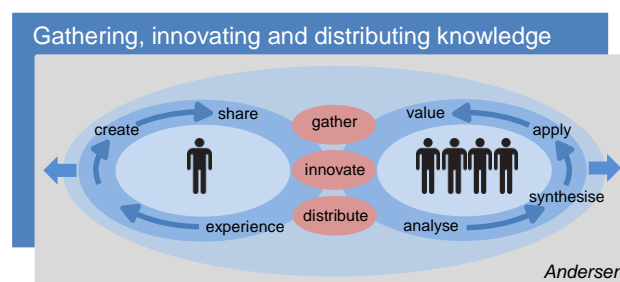 Gathering, innovating and distributing knowledge
share
value
gather
create
apply
innovate
synthesise
distribute
experience
analyse
Andersen